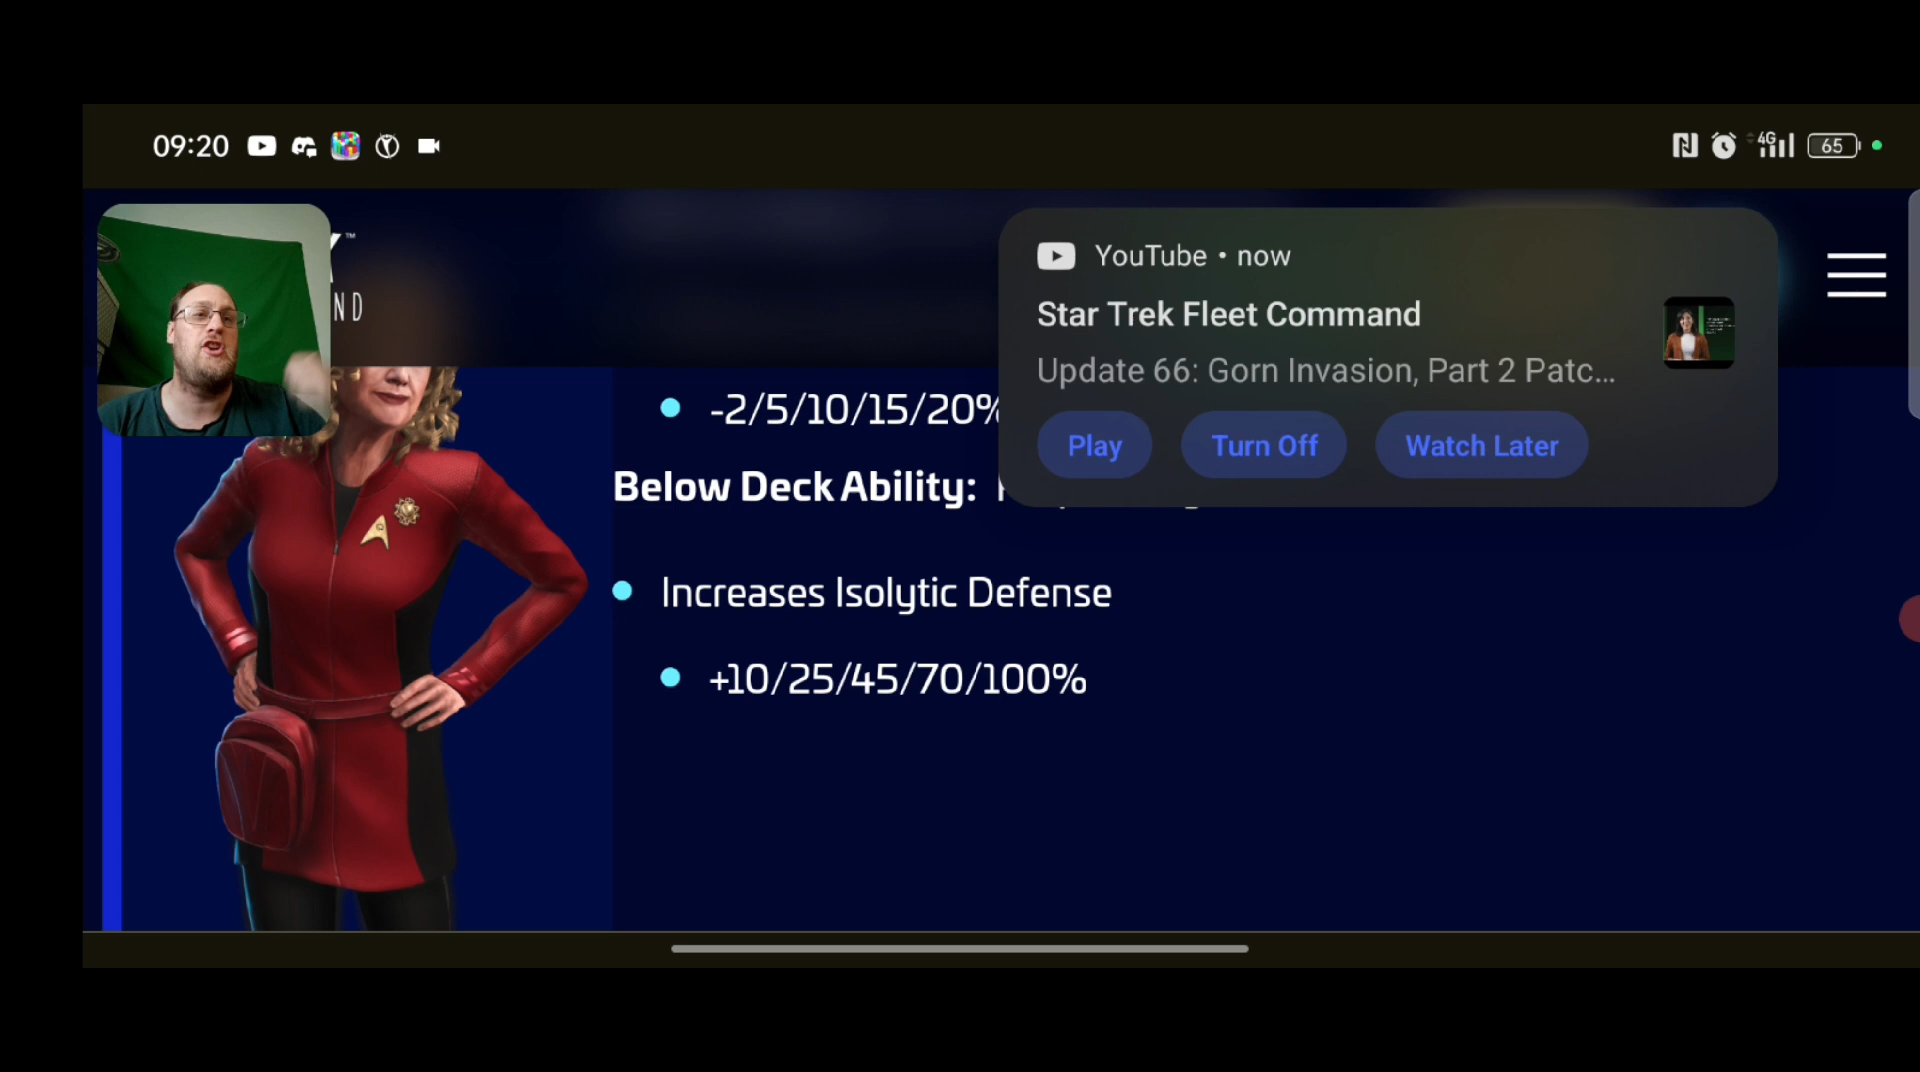 09:20
4G
65
™
ND
YouTube • now
Star Trek Fleet Command
Update 66: Gorn Invasion, Part 2 Patc...
Play
Turn Off
Watch Later
-2/5/10/15/20%
Below Deck Ability:
Increases Isolytic Defense
+10/25/45/70/100%